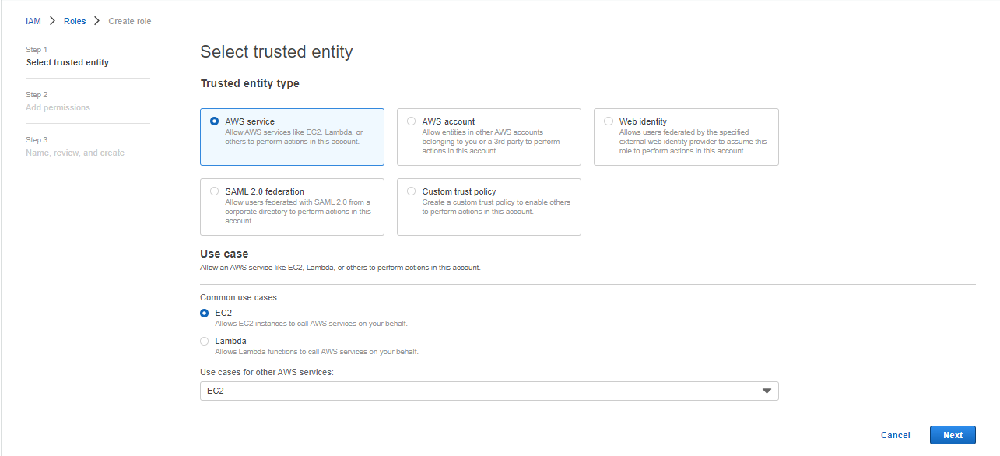 IAM > Roles > Create role
Step 1
Select trusted entity
Step 2
Add permissions
Step 3
Name, review, and create
Select trusted entity
Trusted entity type
AWS service
Allow AWS services like EC2, Lambda, or
others to perform actions in this account.
AWS account
Allow entities in other AWS accounts
belonging to you or a 3rd party to perform
actions in this account.
Web identity
Allows users federated by the specified
external web identity provider to assume this
role to perform actions in this account.
SAML 2.0 federation
Allow users federated with SAML 2.0 from a
corporate directory to perform actions in this
account.
Custom trust policy
Create a custom trust policy to enable others
to perform actions in this account.
Use case
Allow an AWS service like EC2, Lambda, or others to perform actions in this account.
Common use cases
EC2
Allows EC2 instances to call AWS services on your behalf.
Lambda
Allows Lambda functions to call AWS services on your behalf.
Use cases for other AWS services:
EC2
Cancel
Next